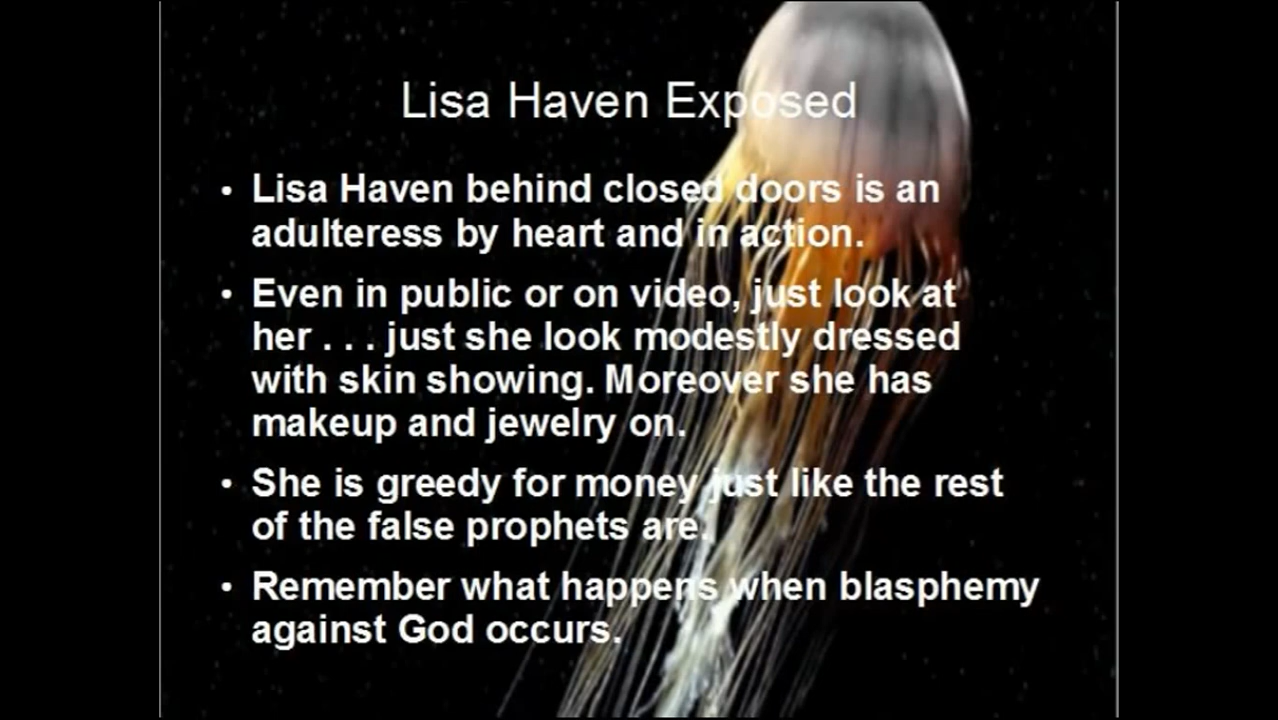 Lisa Haven Exposed
• Lisa Haven behind closed doors is an
adulteress by heart and in action.
• Even in public or on video, just look at
her . . . just she look modestly dressed
with skin showing. Moreover she has
makeup and jewelry on.
• She is greedy for money just like the rest
of the false prophets are.
• Remember what happens when blasphemy
against God occurs.